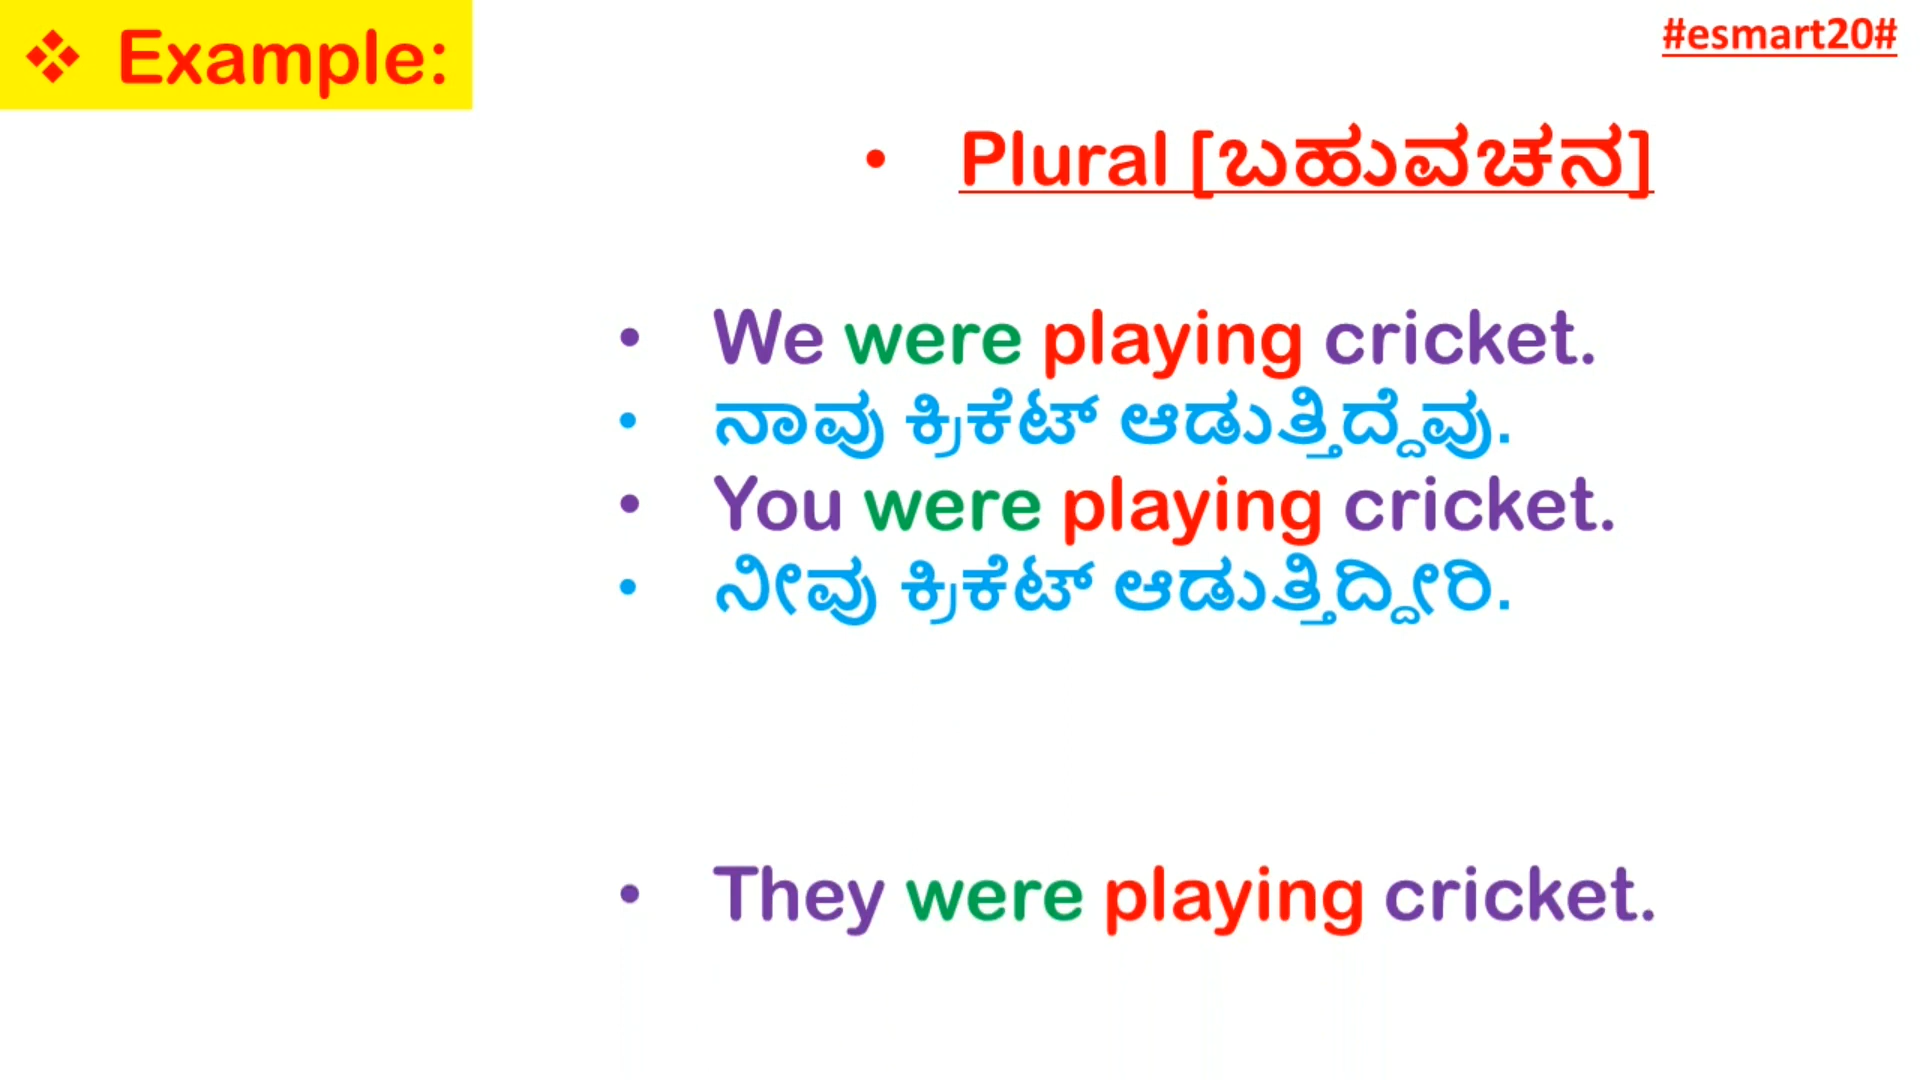 ❖ Example:
#esmart20#
• Plural [ಬಹುವಚನ]
• We were playing cricket.
• ನಾವು ಕ್ರಿಕೆಟ್ ಆಡುತ್ತಿದ್ದೆವು.
• You were playing cricket.
• ನೀವು ಕ್ರಿಕೆಟ್ ಆಡುತ್ತಿದ್ದೀರಿ.
• They were playing cricket.